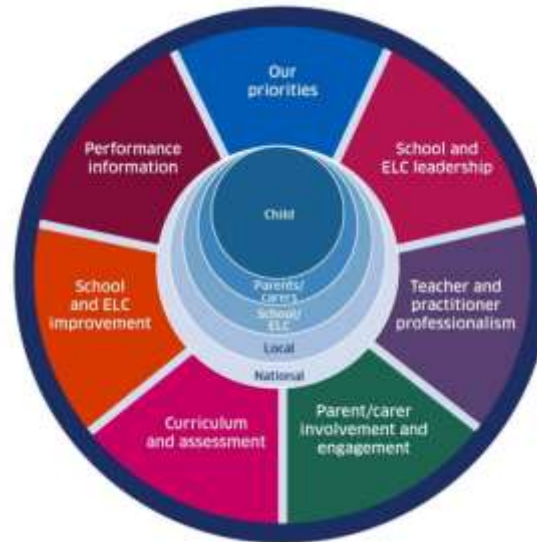 Our
priorities
School and
ELC leadership
Teacher and
practitioner
professionalism
Parent/carer
involvement and
engagement
Curriculum
and assessment
School
and ELC
improvement
Performance
information
Child
Parents/
carers
School/
ELC
Local
National